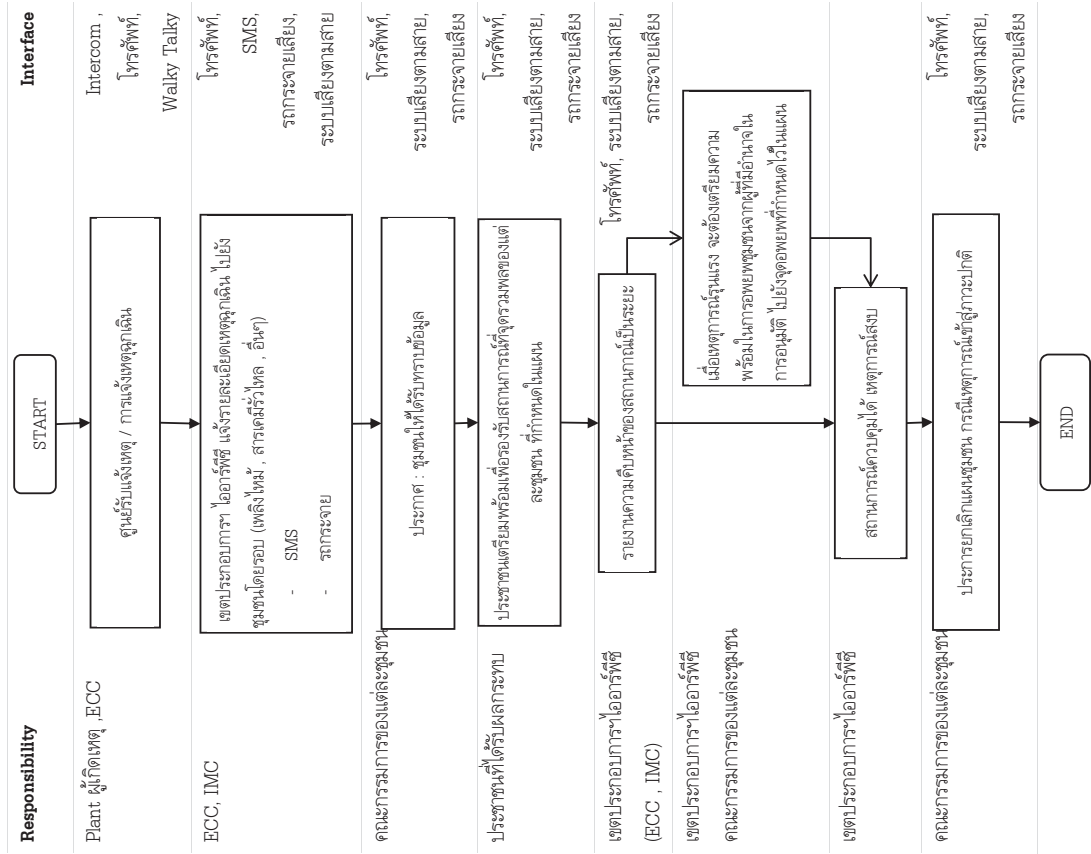 Responsibility
Interface
START
Plant ผู้เกิดเหตุ ,ECC
ศูนย์รับแจ้งเหตุ / การแจ้งเหตุฉุกเฉิน
Intercom ,
โทรศัพท์,
Walky Talky
ECC, IMC
เขตประกอบการฯ ไออาร์พีซี แจ้งรายละเอียดเหตุฉุกเฉิน ไปยัง
ชุมชนโดยรอบ (เพลิงไหม้ , สารเคมีรั่วไหล , อื่นๆ)
- SMS
- รถกระจาย
โทรศัพท์,
SMS,
รถกระจายเสียง,
ระบบเสียงตามสาย
คณะกรรมการของแต่ละชุมชน
ประกาศ : ชุมชนให้ได้รับทราบข้อมูล
โทรศัพท์,
ระบบเสียงตามสาย,
รถกระจายเสียง
ประชาชนที่ได้รับผลกระทบ
ประชาชนเตรียมพร้อมเพื่อรองรับสถานการณ์ที่จุดรวมพลของแต่
ละชุมชน ที่กำหนดในแผน
โทรศัพท์,
ระบบเสียงตามสาย,
รถกระจายเสียง
เขตประกอบการฯไออาร์พีซี
(ECC , IMC)
รายงานความคืบหน้าของสถานกาณ์เป็นระยะ
โทรศัพท์, ระบบเสียงตามสาย,
รถกระจายเสียง
เขตประกอบการฯไออาร์พีซี
คณะกรรมการของแต่ละชุมชน
เมื่อเหตุการณ์รุนแรง จะต้องเตรียมความ
พร้อมในการอพยพชุมชนจากผู้ที่มีอำนาจใน
การอนุมัติ ไปยังจุดอพยพที่กำหนดไว้ในแผน
เขตประกอบการฯไออาร์พีซี
สถานการณ์ควบคุมได้ เหตุการณ์สงบ
คณะกรรมการของแต่ละชุมชน
ประการยกเลิกแผนชุมชน กรณีเหตุการณ์เข้าสู่ภาวะปกติ
โทรศัพท์,
ระบบเสียงตามสาย,
รถกระจายเสียง
END